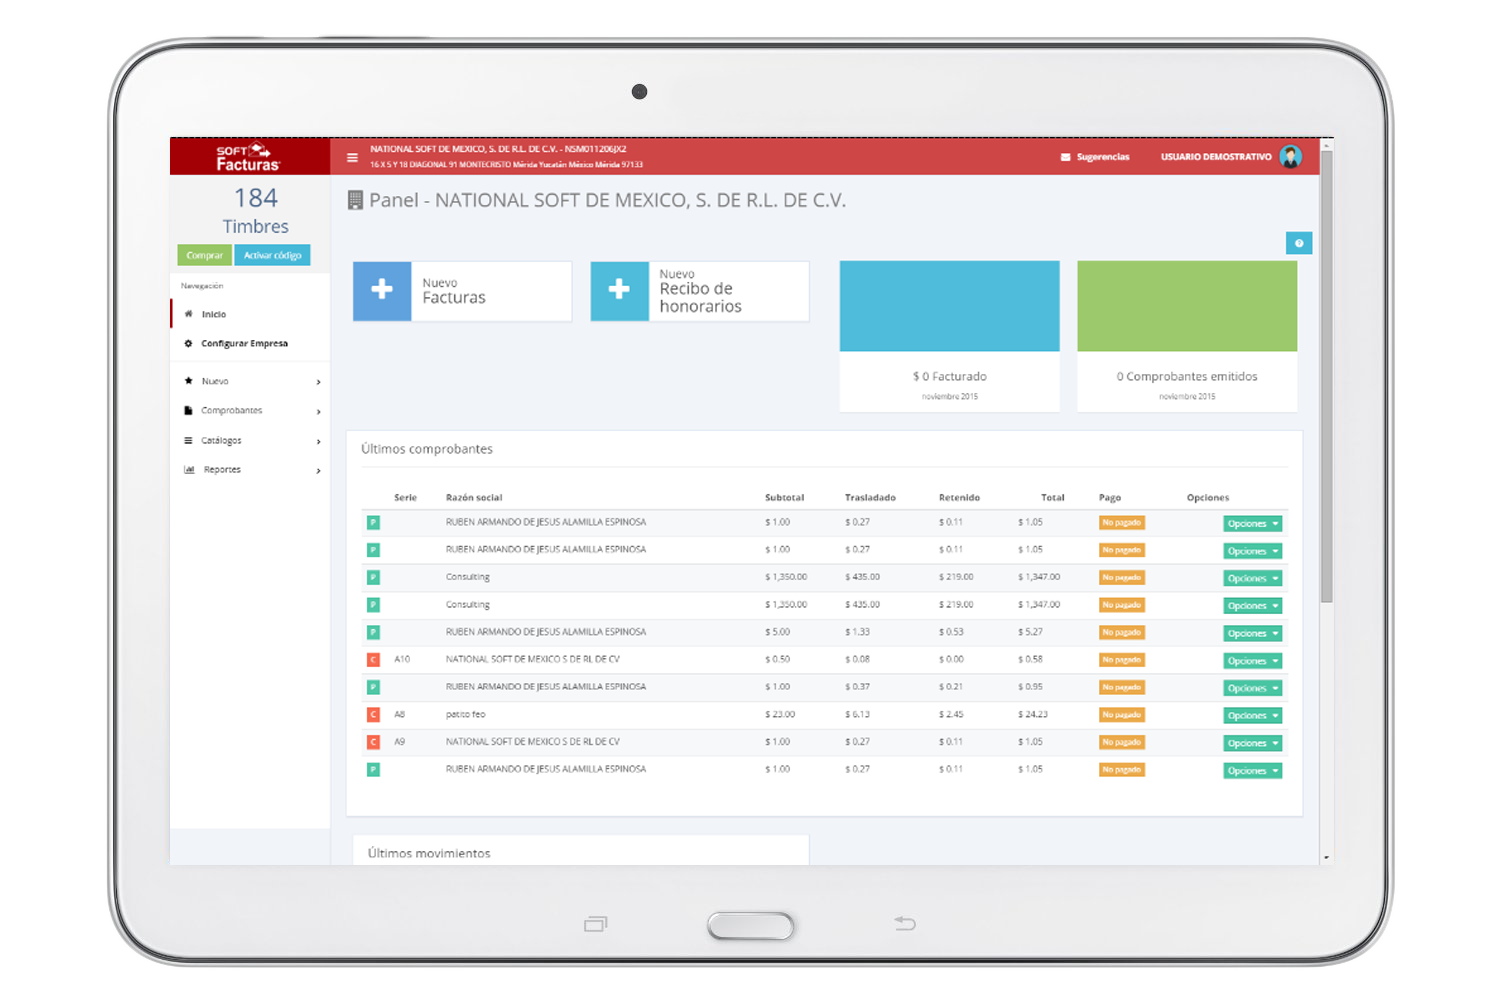 SOFT
Facturas
NATIONAL SOFT DE MEXICO, S. DE R.L. DE C.V. - NSM011206JX2
16 X 5 Y 18 DIAGONAL 91 MONTECRISTO Mérida Yucatán México Mérida 97133
Sugerencias
USUARIO DEMOSTRATIVO
184
Timbres
Comprar
Activar código
Navegación
Inicio
Configurar Empresa
Nuevo
Comprobantes
Catálogos
Reportes
Panel - NATIONAL SOFT DE MEXICO, S. DE R.L. DE C.V.
Nuevo
Facturas
Nuevo
Recibo de
honorarios
$ 0 Facturado
noviembre 2015
0 Comprobantes emitidos
noviembre 2015
Últimos comprobantes
Serie Razón social Subtotal Trasladado Retenido Total Pago Opciones
P RUBEN ARMANDO DE JESUS ALAMILLA ESPINOSA $ 1.00 $ 0.27 $ 0.11 $ 1.05 No pagado Opciones
P RUBEN ARMANDO DE JESUS ALAMILLA ESPINOSA $ 1.00 $ 0.27 $ 0.11 $ 1.05 No pagado Opciones
P Consulting $ 1,350.00 $ 435.00 $ 219.00 $ 1,347.00 No pagado Opciones
P Consulting $ 1,350.00 $ 435.00 $ 219.00 $ 1,347.00 No pagado Opciones
P RUBEN ARMANDO DE JESUS ALAMILLA ESPINOSA $ 5.00 $ 1.33 $ 0.53 $ 5.27 No pagado Opciones
C A10 NATIONAL SOFT DE MEXICO S DE RL DE CV $ 0.50 $ 0.08 $ 0.00 $ 0.58 No pagado Opciones
P RUBEN ARMANDO DE JESUS ALAMILLA ESPINOSA $ 1.00 $ 0.37 $ 0.21 $ 0.95 No pagado Opciones
C A8 patito feo $ 23.00 $ 6.13 $ 2.45 $ 24.23 No pagado Opciones
C A9 NATIONAL SOFT DE MEXICO S DE RL DE CV $ 1.00 $ 0.27 $ 0.11 $ 1.05 No pagado Opciones
P RUBEN ARMANDO DE JESUS ALAMILLA ESPINOSA $ 1.00 $ 0.27 $ 0.11 $ 1.05 No pagado Opciones
Últimos movimientos